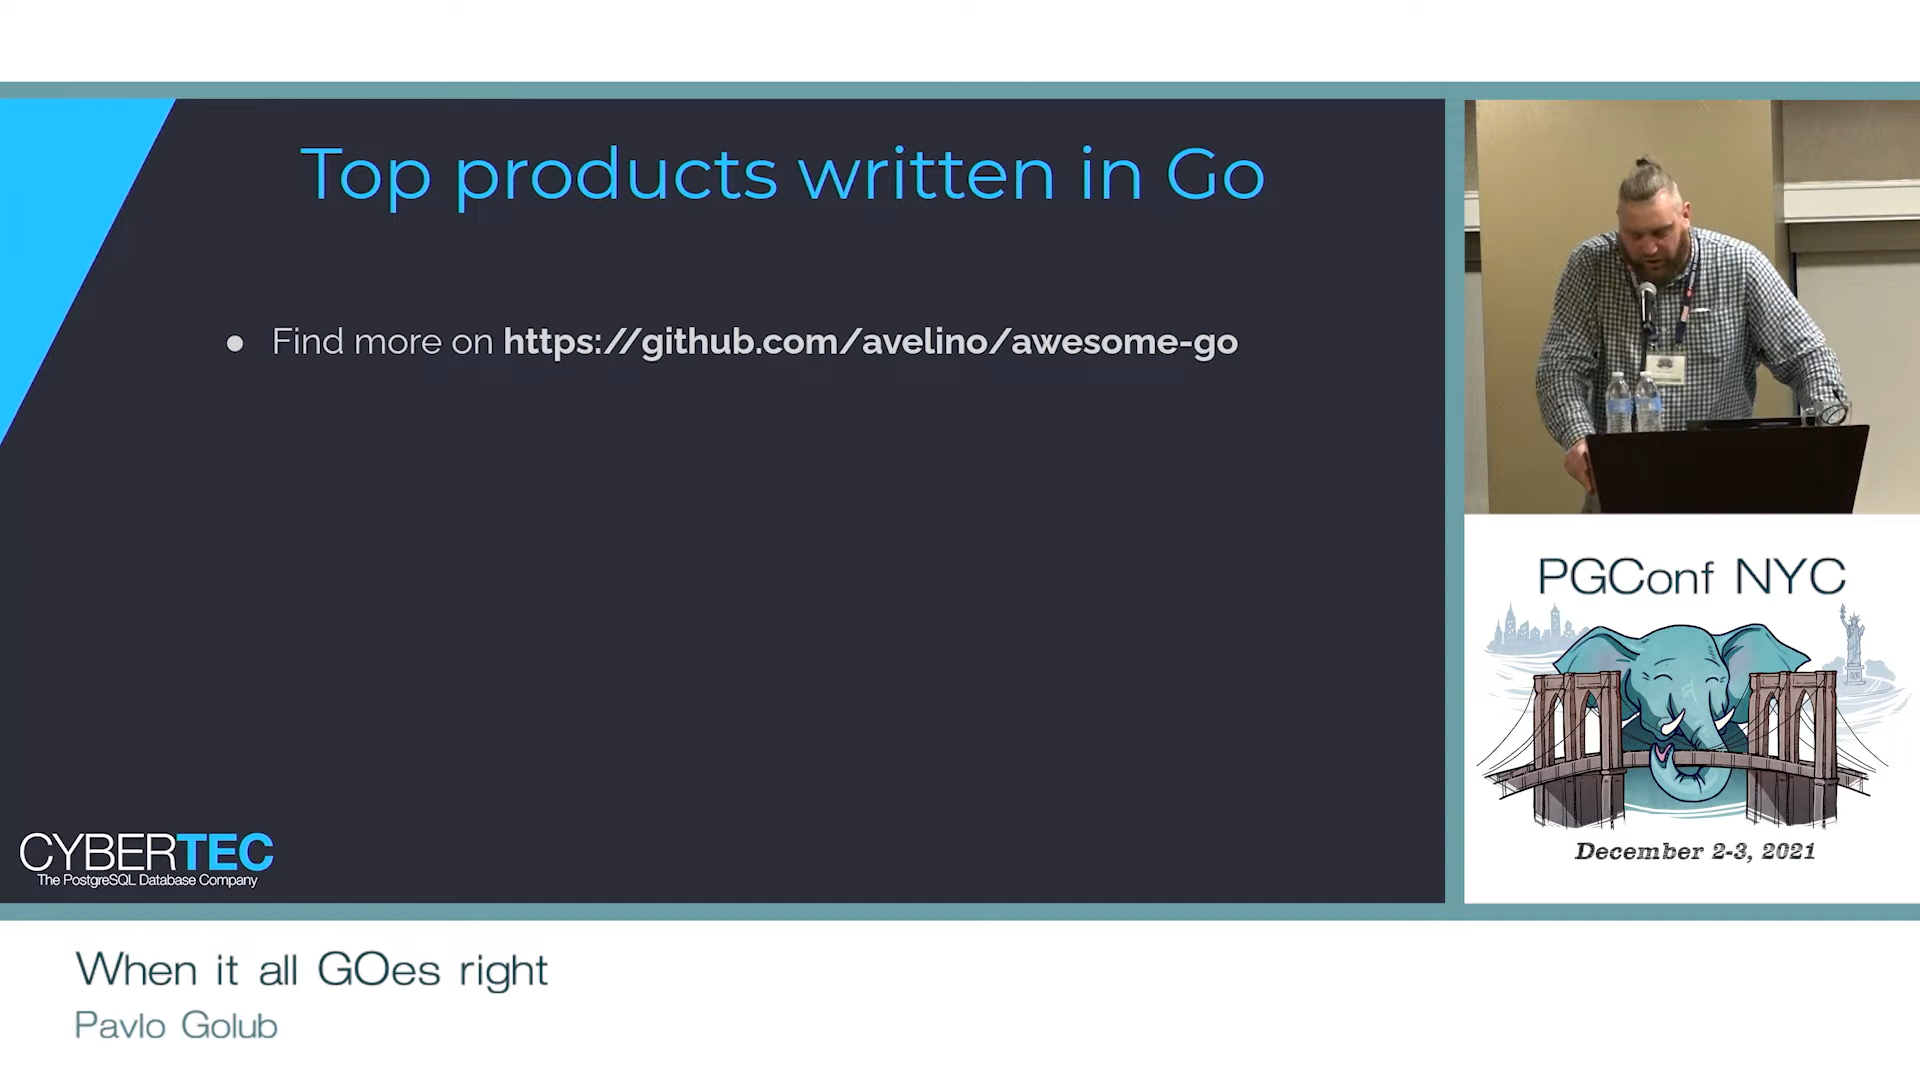 Top products written in Go
● Find more on https://github.com/avelino/awesome-go
CYBERTEC
The PostgreSQL Database Company
PGConf NYC
December 2-3, 2021
When it all GOes right
Pavlo Golub